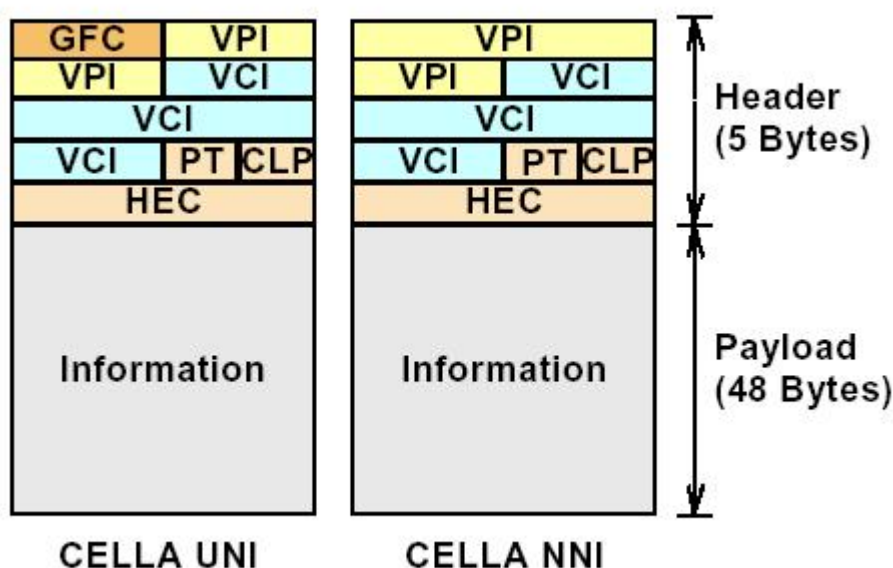 GFC VPI VPI
VPI VCI VPI VCI
VCI VCI
VCI PT CLP VCI PT CLP
HEC HEC
Header
(5 Bytes)
Information Information
Payload
(48 Bytes)
CELLA UNI CELLA NNI